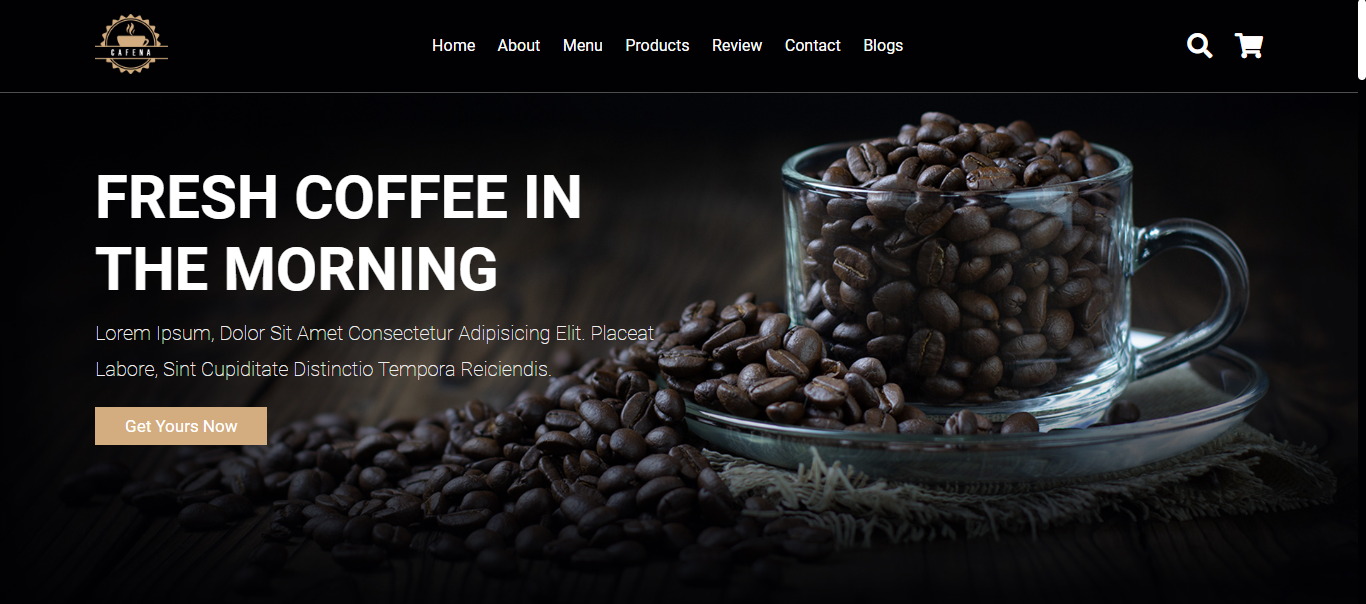 CAFENA
Home About Menu Products Review Contact Blogs
FRESH COFFEE IN
THE MORNING
Lorem Ipsum, Dolor Sit Amet Consectetur Adipisicing Elit. Placeat
Labore, Sint Cupiditate Distinctio Tempora Reiciendis.
Get Yours Now